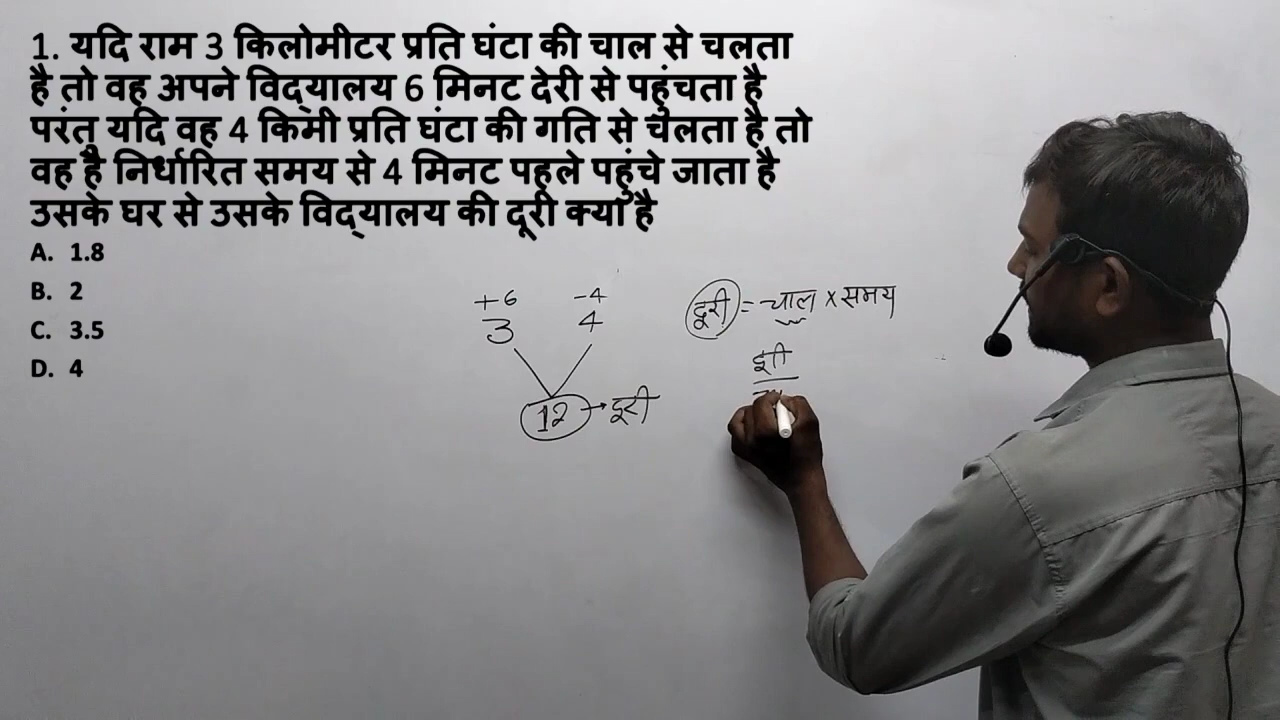 1. यदि राम 3 किलोमीटर प्रति घंटा की चाल से चलता
है तो वह अपने विद्यालय 6 मिनट देरी से पहुंचता है
परंतु यदि वह 4 किमी प्रति घंटा की गति से चलता है तो
वह है निर्धारित समय से 4 मिनट पहले पहुंचे जाता है
उसके घर से उसके विद्यालय की दूरी क्या है
A. 1.8
B. 2
C. 3.5
D. 4
+6 -4
3 4
12 → दूरी
दूरी = चाल x समय